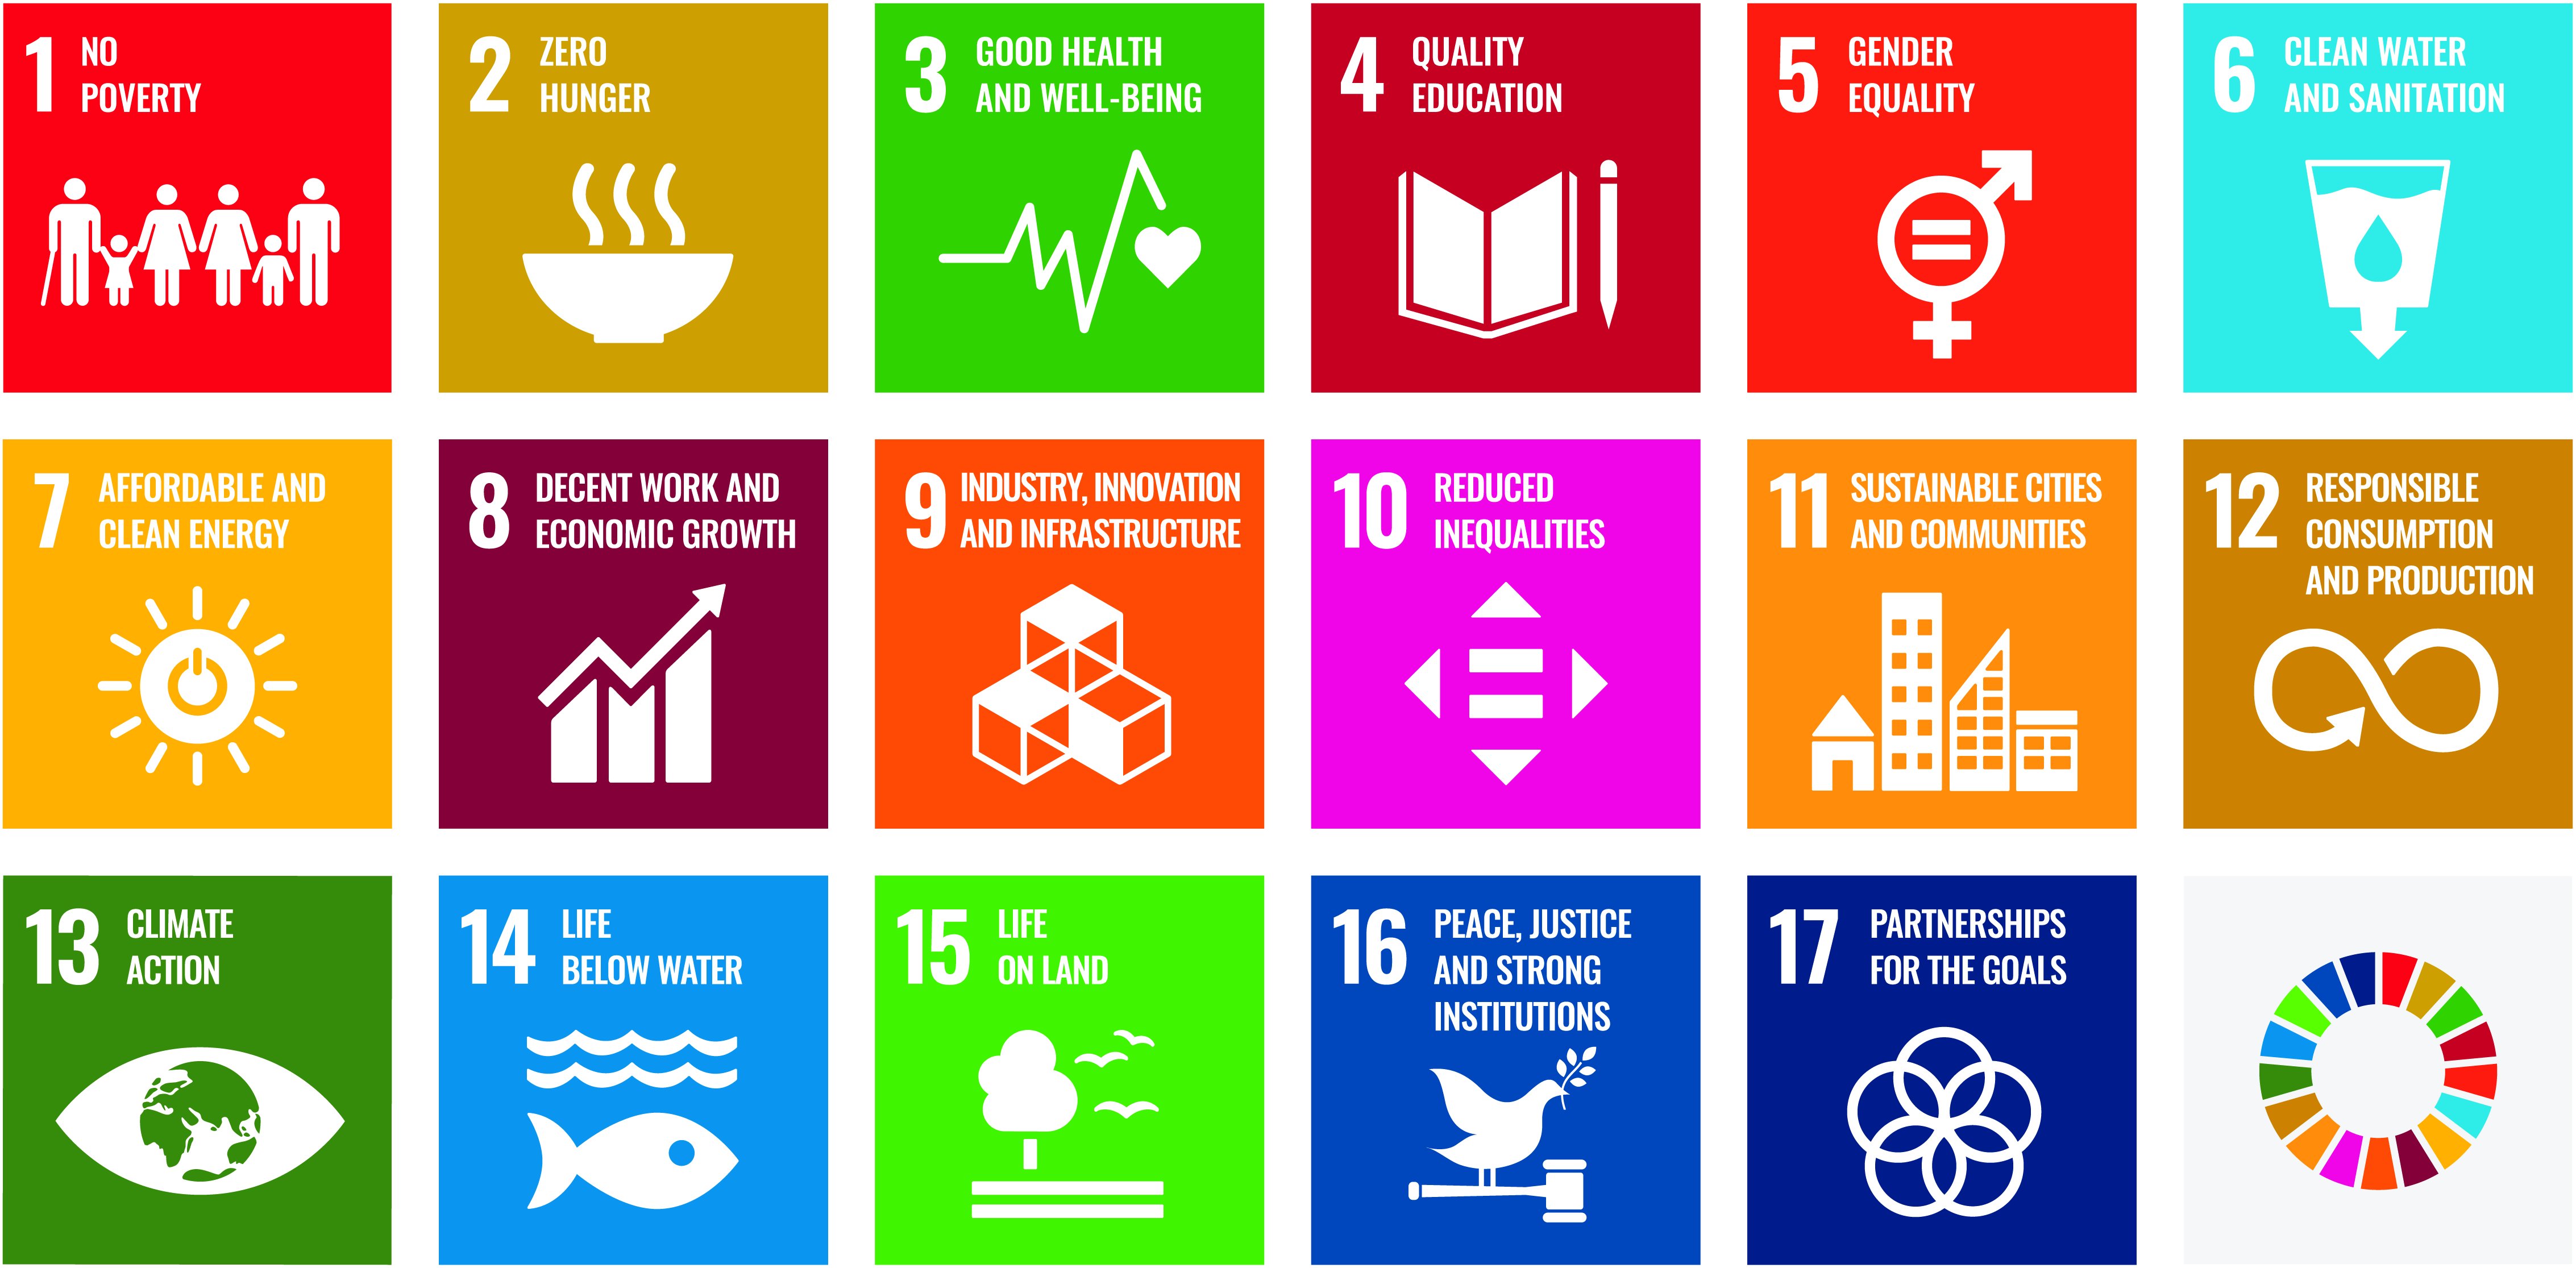 1 NO
POVERTY
2 ZERO
HUNGER
3 GOOD HEALTH
AND WELL-BEING
4 QUALITY
EDUCATION
5 GENDER
EQUALITY
6 CLEAN WATER
AND SANITATION
7 AFFORDABLE AND
CLEAN ENERGY
8 DECENT WORK AND
ECONOMIC GROWTH
9 INDUSTRY, INNOVATION
AND INFRASTRUCTURE
10 REDUCED
INEQUALITIES
11 SUSTAINABLE CITIES
AND COMMUNITIES
12 RESPONSIBLE
CONSUMPTION
AND PRODUCTION
13 CLIMATE
ACTION
14 LIFE
BELOW WATER
15 LIFE
ON LAND
16 PEACE, JUSTICE
AND STRONG
INSTITUTIONS
17 PARTNERSHIPS
FOR THE GOALS